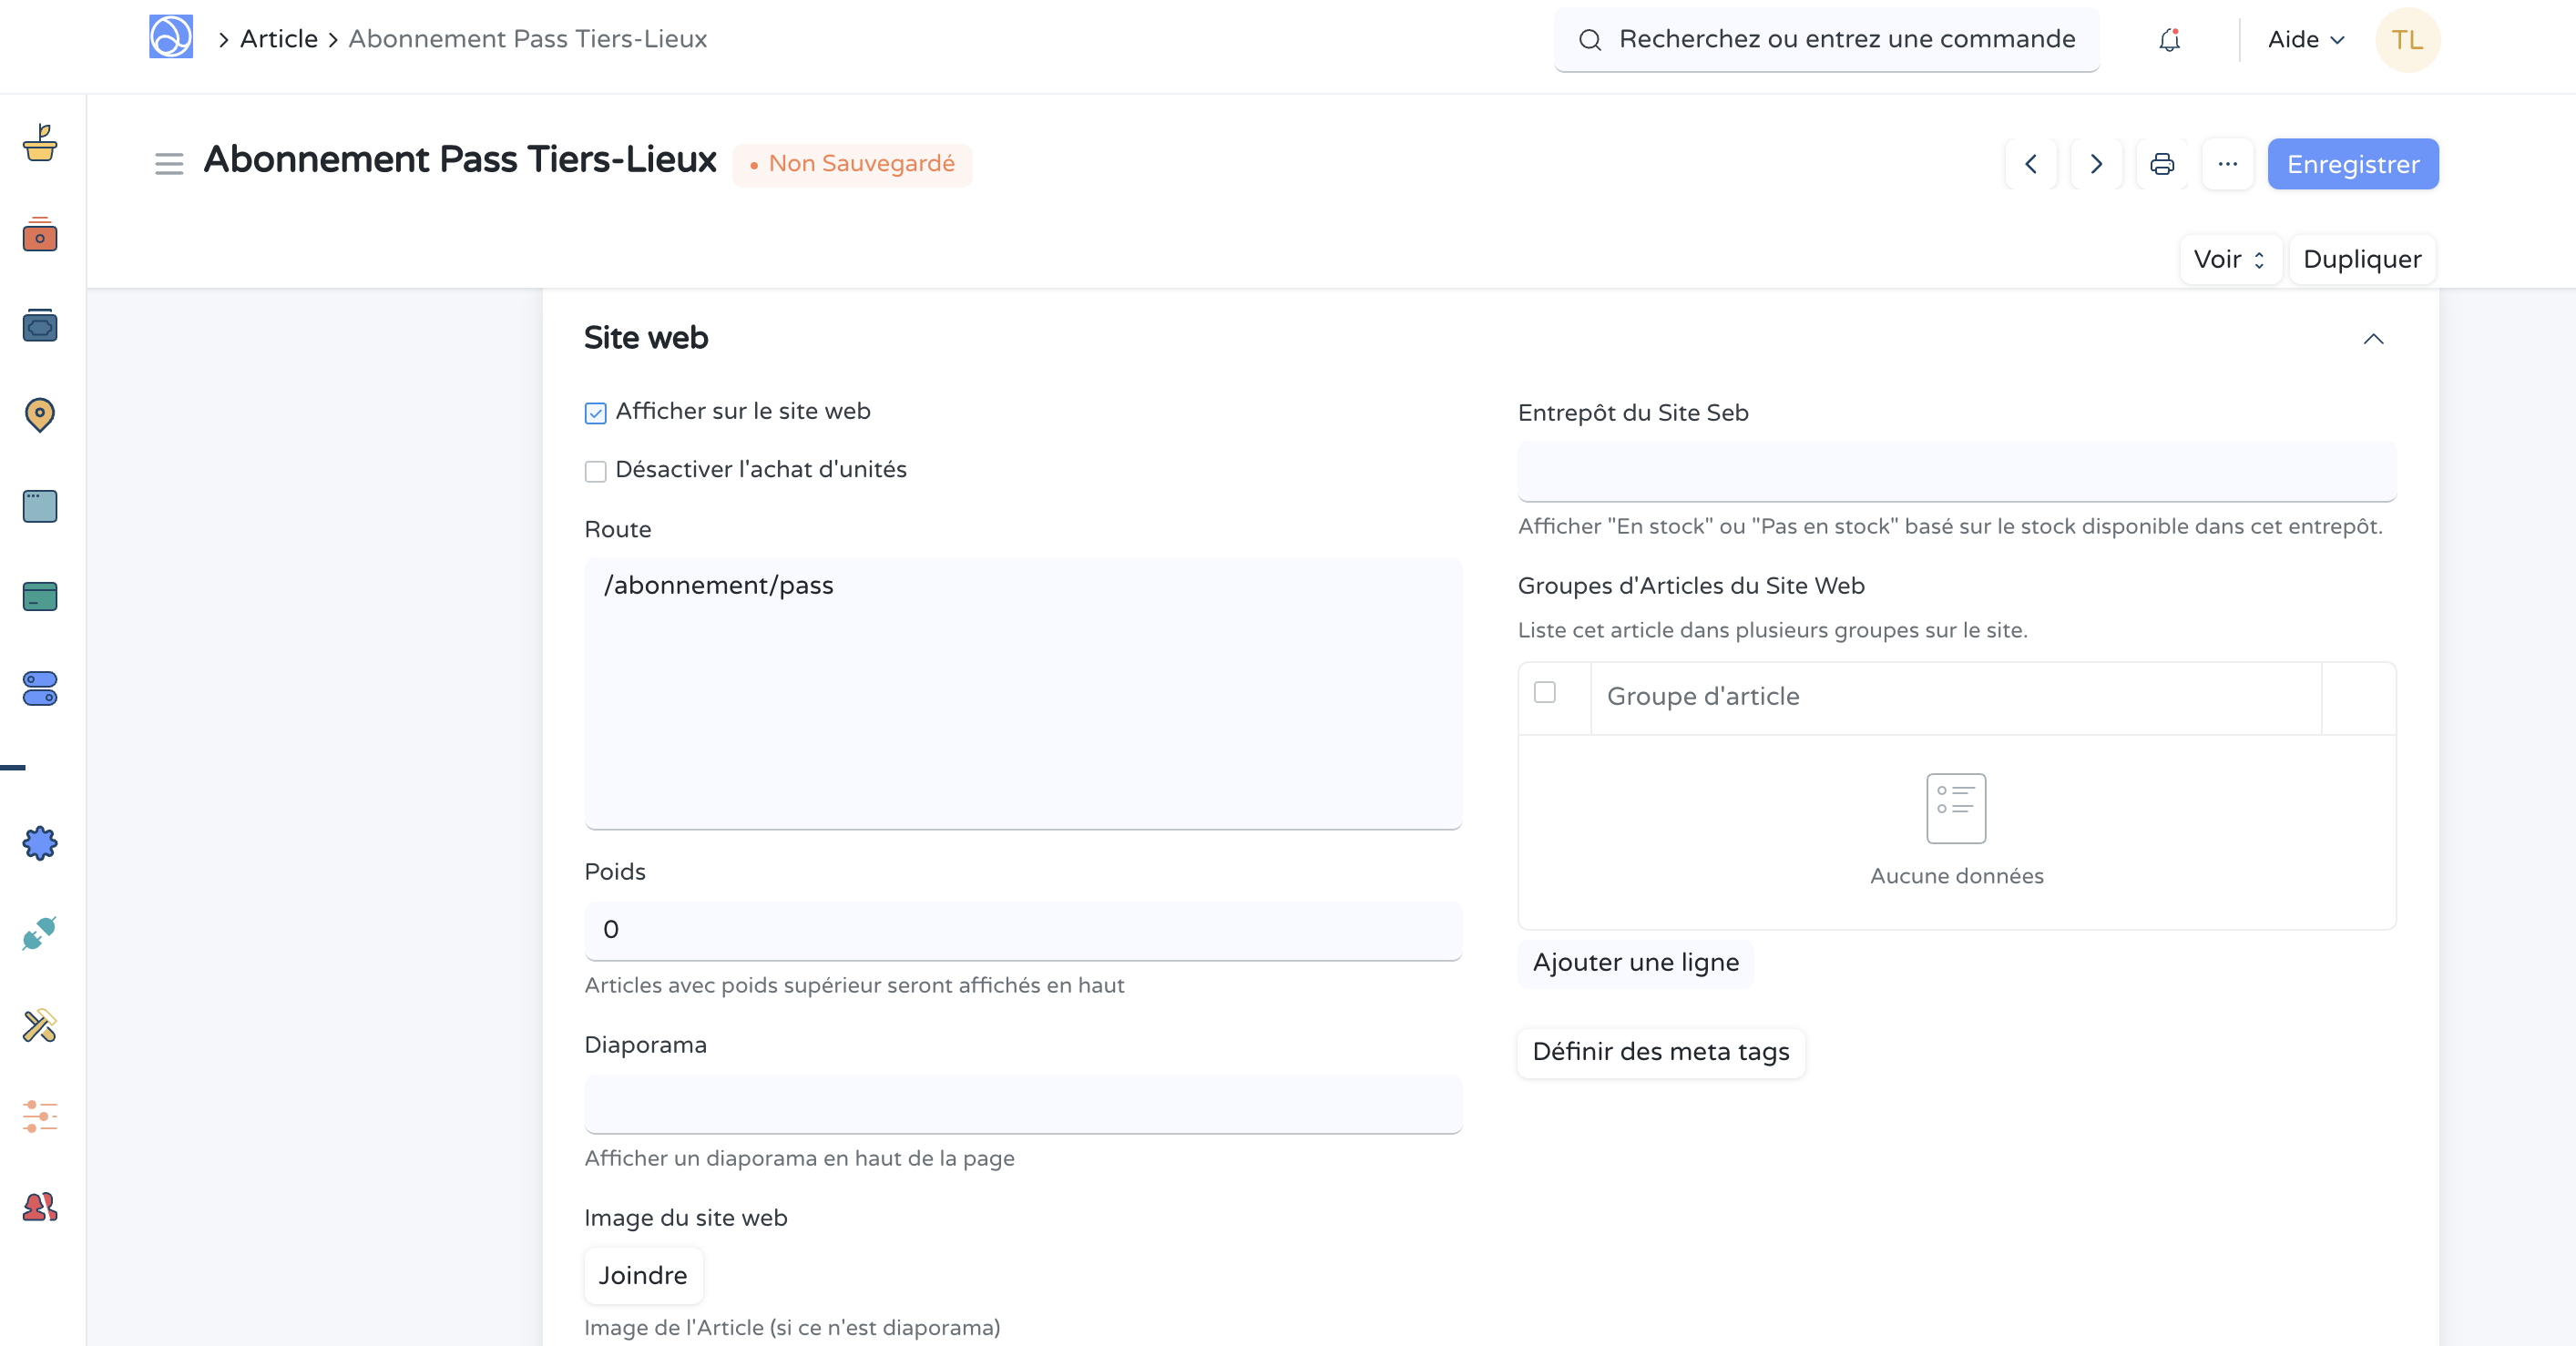 Article
Abonnement Pass Tiers-Lieux
Recherchez ou entrez une commande
Aide
TL
Abonnement Pass Tiers-Lieux
Non Sauvegardé
Enregistrer
Voir
Dupliquer
Site web
Afficher sur le site web
Désactiver l'achat d'unités
Route
/abonnement/pass
Poids
0
Articles avec poids supérieur seront affichés en haut
Diaporama
Afficher un diaporama en haut de la page
Image du site web
Joindre
Image de l'Article (si ce n'est diaporama)
Entrepôt du Site Seb
Afficher "En stock" ou "Pas en stock" basé sur le stock disponible dans cet entrepôt.
Groupes d'Articles du Site Web
Liste cet article dans plusieurs groupes sur le site.
Groupe d'article
Aucune données
Ajouter une ligne
Définir des meta tags